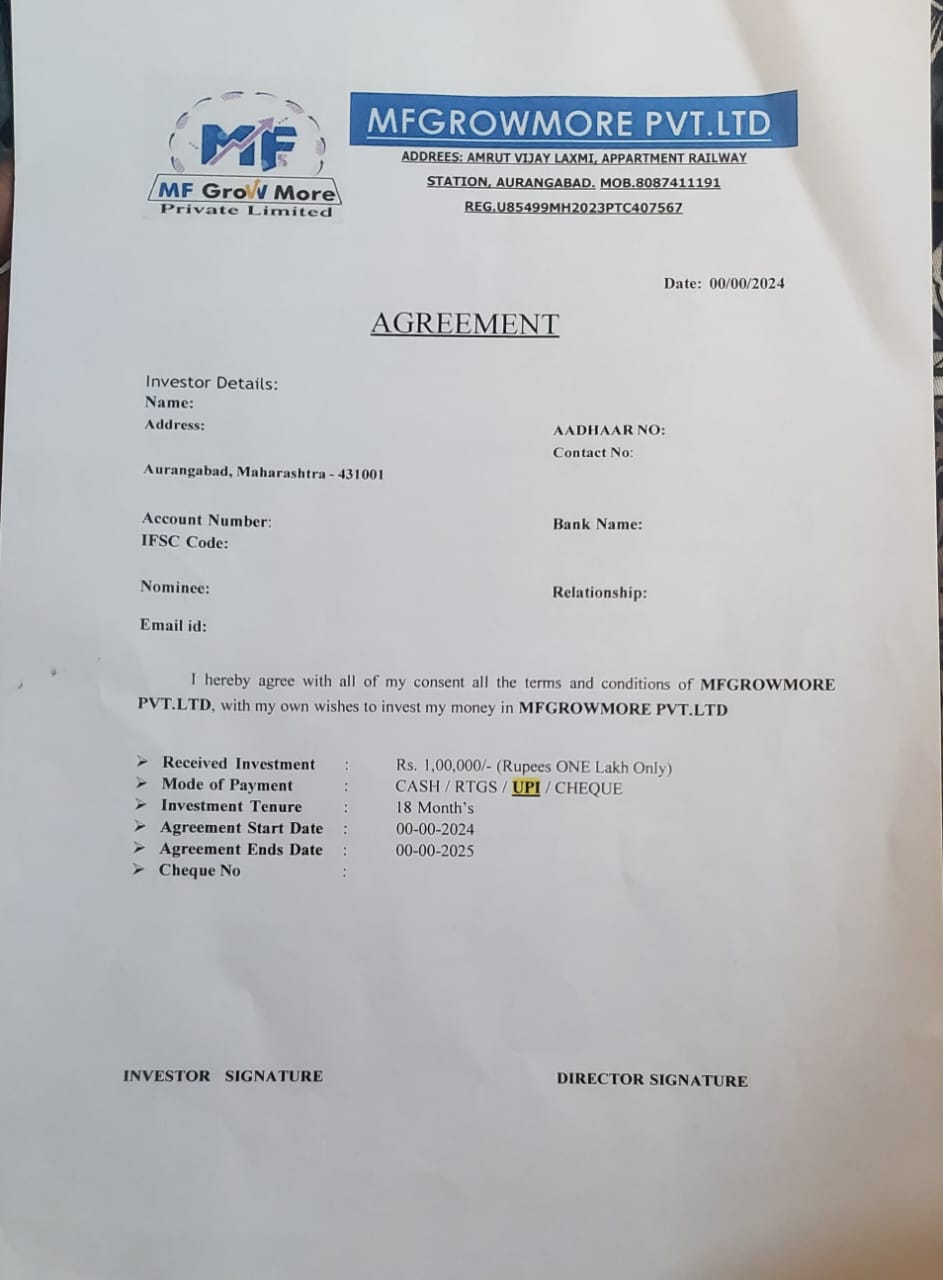 MF
MF GroW More
Private Limited
MFGROWMORE PVT.LTD
ADDREES: AMRUT VIJAY LAXMI, APPARTMENT RAILWAY
STATION, AURANGABAD. MOB.8087411191
REG.U85499MH2023PTC407567
Date: 00/00/2024
AGREEMENT
Investor Details:
Name:
Address:
AADHAAR NO:
Contact No:
Aurangabad, Maharashtra - 431001
Account Number:
Bank Name:
IFSC Code:
Nominee:
Relationship:
Email id:
I hereby agree with all of my consent all the terms and conditions of MFGROWMORE
PVT.LTD, with my own wishes to invest my money in MFGROWMORE PVT.LTD
➢ Received Investment : Rs. 1,00,000/- (Rupees ONE Lakh Only)
➢ Mode of Payment : CASH / RTGS / UPI / CHEQUE
➢ Investment Tenure : 18 Month's
➢ Agreement Start Date : 00-00-2024
➢ Agreement Ends Date : 00-00-2025
➢ Cheque No :
INVESTOR SIGNATURE
DIRECTOR SIGNATURE